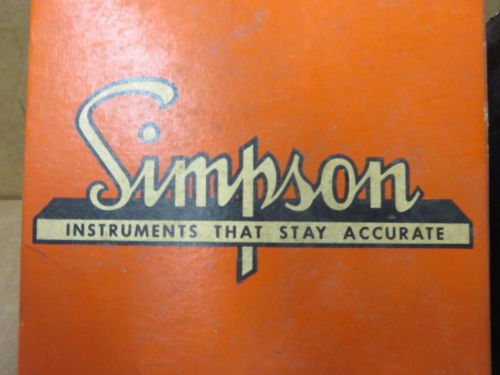 Simpson
INSTRUMENTS THAT STAY ACCURATE